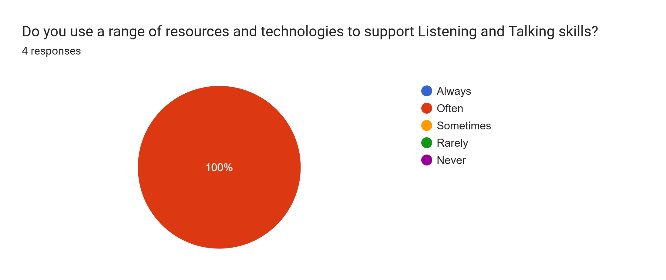 Do you use a range of resources and technologies to support Listening and Talking skills?
4 responses
100%
Always
Often
Sometimes
Rarely
Never